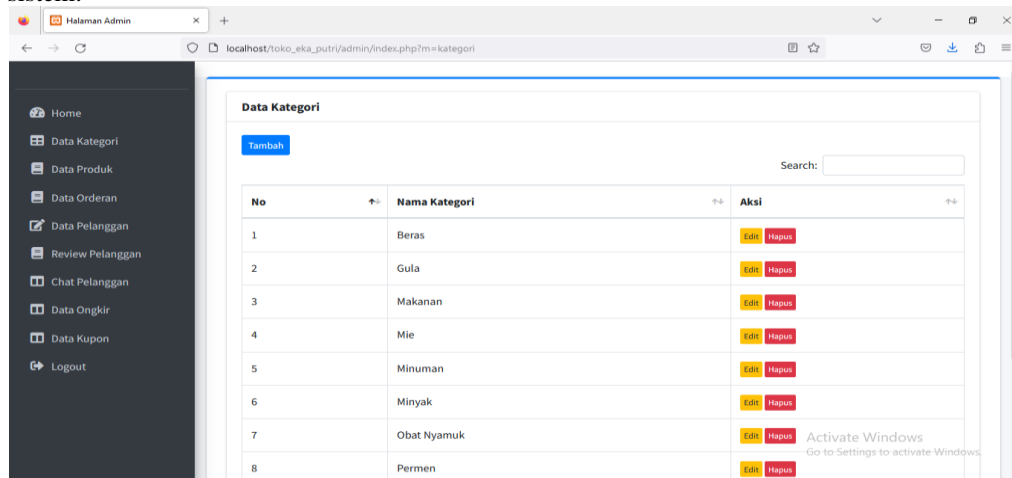 sistem.
Halaman Admin
localhost/toko_eka_putri/admin/index.php?m=kategori
Home
Data Kategori
Data Produk
Data Orderan
Data Pelanggan
Review Pelanggan
Chat Pelanggan
Data Ongkir
Data Kupon
Logout
Data Kategori
Tambah
Search:
No Nama Kategori Aksi
1 Beras Edit Hapus
2 Gula Edit Hapus
3 Makanan Edit Hapus
4 Mie Edit Hapus
5 Minuman Edit Hapus
6 Minyak Edit Hapus
7 Obat Nyamuk Edit Hapus
8 Permen Edit Hapus
Activate Windows
Go to Settings to activate Windows.